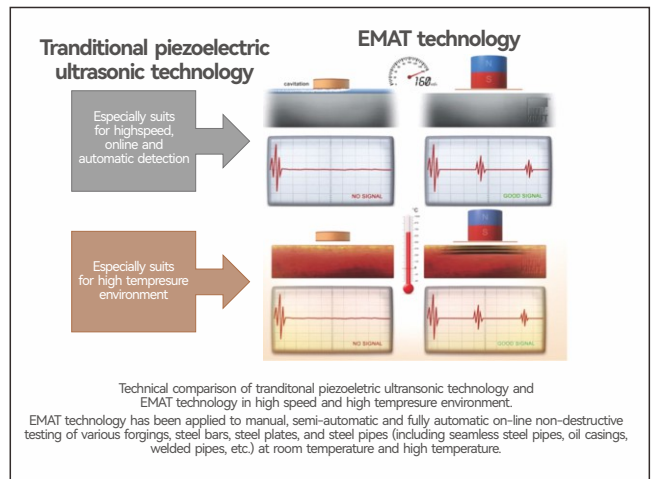 Tranditional piezoelectric
ultrasonic technology
EMAT technology
Especially suits
for highspeed,
online and
automatic detection
cavitation
160
N
S
NO SIGNAL
GOOD SIGNAL
°C
Especially suits
for high tempresure
environment
N
S
NO SIGNAL
GOOD SIGNAL
Technical comparison of tranditonal piezoeletric ultransonic technology and
EMAT technology in high speed and high tempresure environment.
EMAT technology has been applied to manual, semi-automatic and fully automatic on-line non-destructive
testing of various forgings, steel bars, steel plates, and steel pipes (including seamless steel pipes, oil casings,
welded pipes, etc.) at room temperature and high temperature.